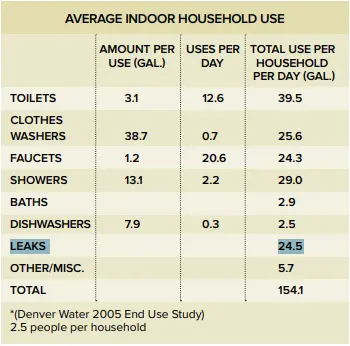 AVERAGE INDOOR HOUSEHOLD USE
AMOUNT PER USE (GAL.) USES PER DAY TOTAL USE PER HOUSEHOLD PER DAY (GAL.)
TOILETS 3.1 12.6 39.5
CLOTHES
WASHERS 38.7 0.7 25.6
FAUCETS 1.2 20.6 24.3
SHOWERS 13.1 2.2 29.0
BATHS 2.9
DISHWASHERS 7.9 0.3 2.5
LEAKS 24.5
OTHER/MISC. 5.7
TOTAL 154.1
*(Denver Water 2005 End Use Study)
2.5 people per household